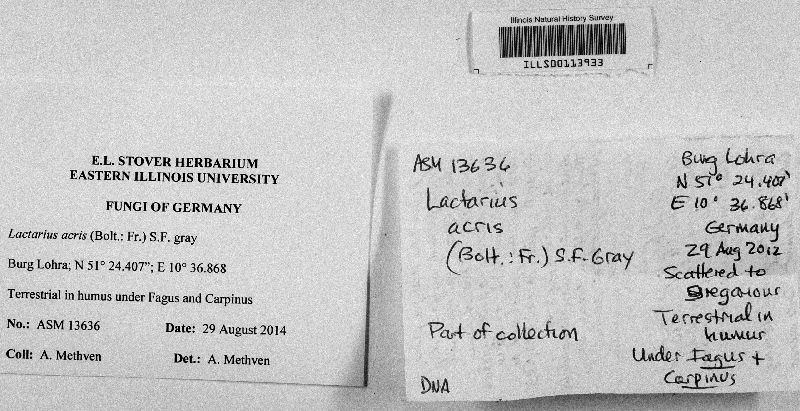 Illinois Natural History Survey
ILLS00113933
E.L. STOVER HERBARIUM
EASTERN ILLINOIS UNIVERSITY
FUNGI OF GERMANY
Lactarius acris (Bolt.: Fr.) S.F. gray
Burg Lohra; N 51° 24.407”; E 10° 36.868
Terrestrial in humus under Fagus and Carpinus
No.: ASM 13636 Date: 29 August 2014
Coll: A. Methven Det.: A. Methven
ASM 13636
Lactarius
acris
(Bolt.: Fr.) S.F. Gray
Part of collection
DNA
Burg Lohra
N 51° 24.407'
E 10° 36.868'
Germany
29 Aug 2012
Scattered to
gregarious
Terrestrial in
humus
Under Fagus +
Carpinus